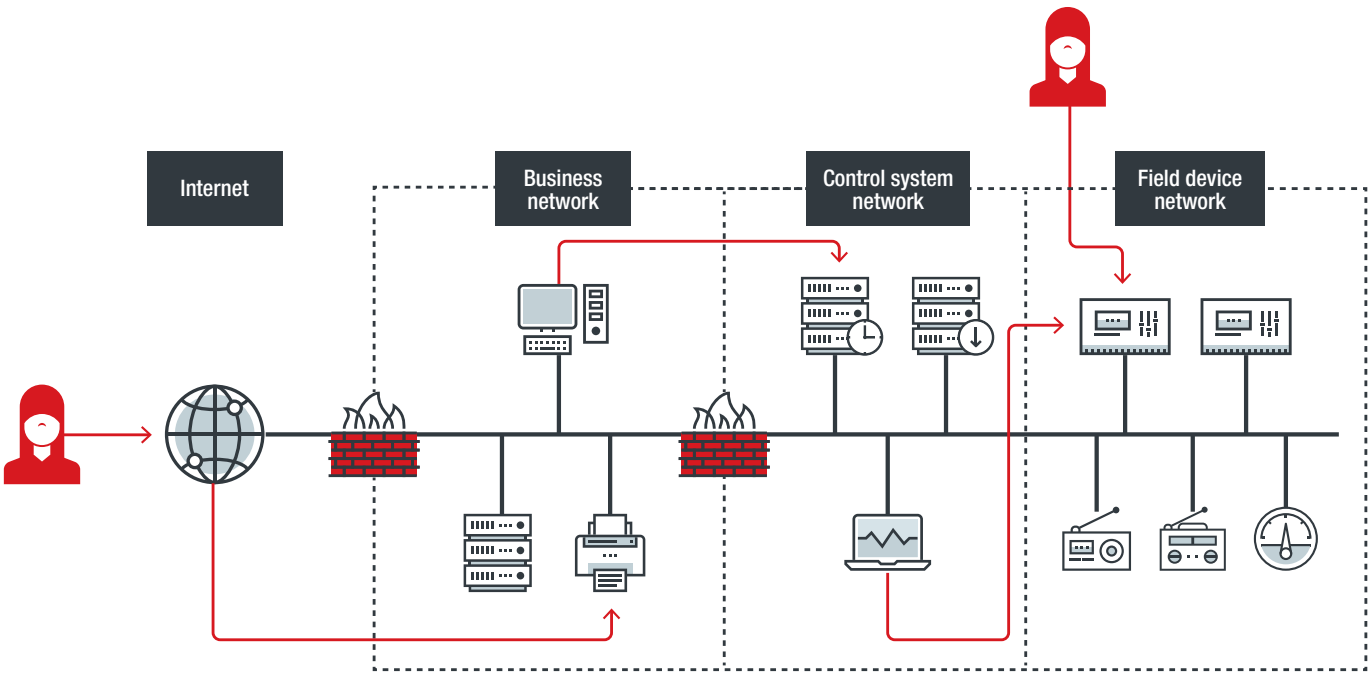 Internet
Business
network
Control system
network
Field device
network